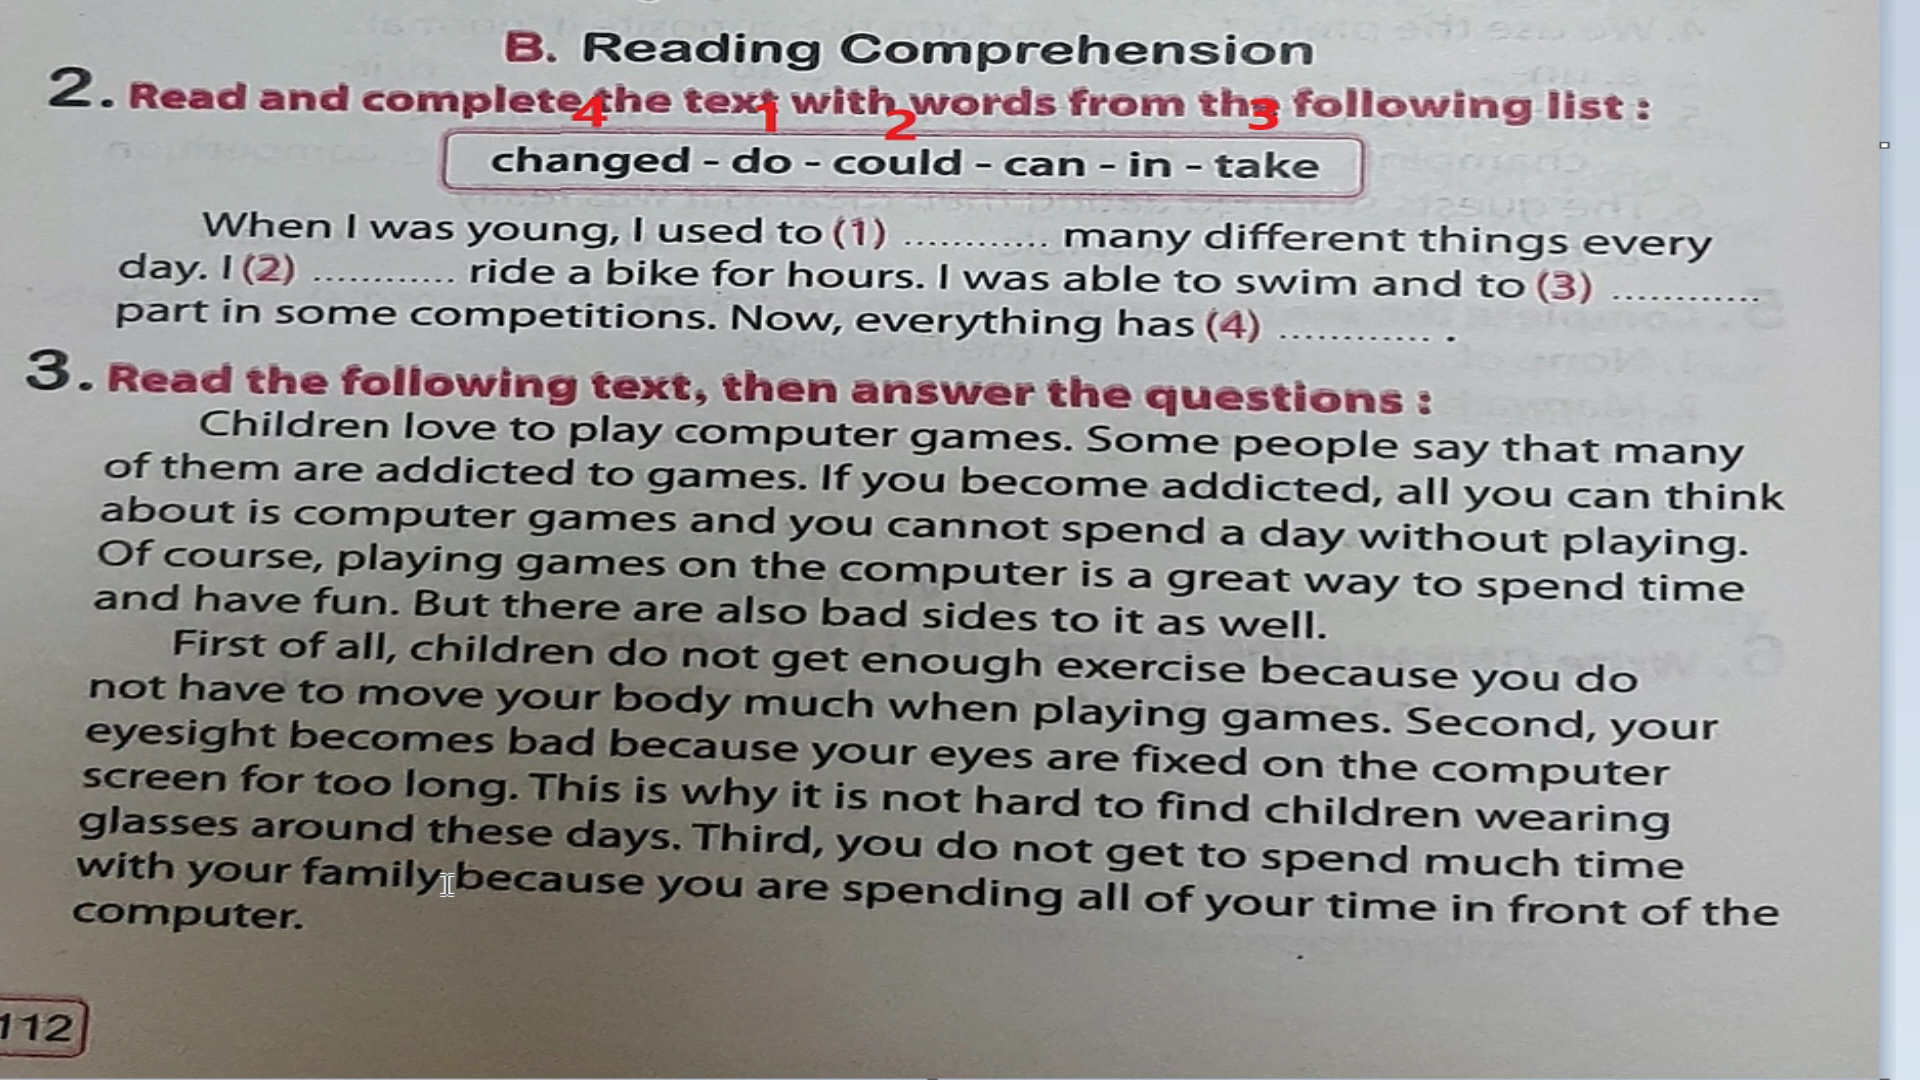 B. Reading Comprehension
2. Read and complete the text with words from the following list :
4 1 2 3
changed - do - could - can - in - take
When I was young, I used to (1) ............ many different things every
day. I (2) ............ ride a bike for hours. I was able to swim and to (3) ............
part in some competitions. Now, everything has (4) ............ .
3. Read the following text, then answer the questions :
Children love to play computer games. Some people say that many
of them are addicted to games. If you become addicted, all you can think
about is computer games and you cannot spend a day without playing.
Of course, playing games on the computer is a great way to spend time
and have fun. But there are also bad sides to it as well.
First of all, children do not get enough exercise because you do
not have to move your body much when playing games. Second, your
eyesight becomes bad because your eyes are fixed on the computer
screen for too long. This is why it is not hard to find children wearing
glasses around these days. Third, you do not get to spend much time
with your family because you are spending all of your time in front of the
computer.
112